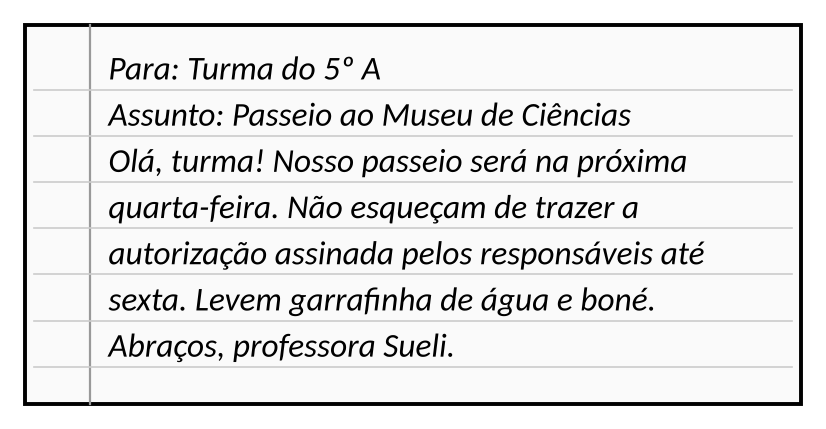 Para: Turma do 5º A
Assunto: Passeio ao Museu de Ciências
Olá, turma! Nosso passeio será na próxima
quarta-feira. Não esqueçam de trazer a
autorização assinada pelos responsáveis até
sexta. Levem garrafinha de água e boné.
Abraços, professora Sueli.